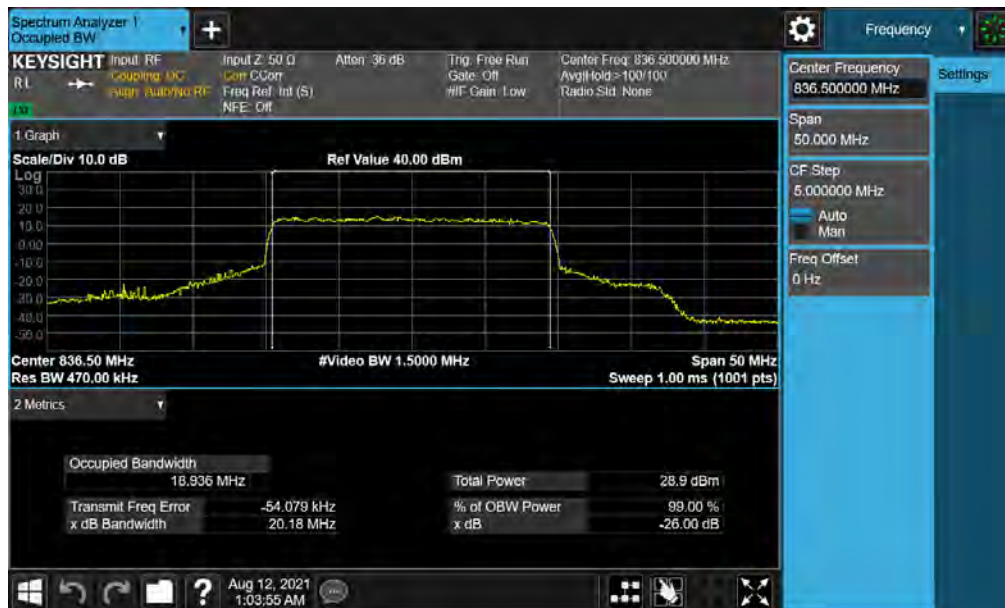 Spectrum Analyzer 1
Occupied BW
+
Frequency
KEYSIGHT Input: RF Input Z: 50 Ω Atten: 36 dB Trig: Free Run Center Freq: 836.500000 MHz
R L Coupling: DC Corr CCorr Gate: Off Avg|Hold:>100/100
Align: Auto/No RF Freq Ref: Int (S) #IF Gain: Low Radio Std: None
NFE: Off
Center Frequency
836.500000 MHz
Settings
Span
50.000 MHz
CF Step
5.000000 MHz
Auto
Man
Freq Offset
0 Hz
1 Graph
Scale/Div 10.0 dB Ref Value 40.00 dBm
Log
30.0
20.0
10.0
0.00
-10.0
-20.0
-30.0
-40.0
-50.0
Center 836.50 MHz #Video BW 1.5000 MHz Span 50 MHz
Res BW 470.00 kHz Sweep 1.00 ms (1001 pts)
2 Metrics
Occupied Bandwidth
18.936 MHz Total Power 28.9 dBm
Transmit Freq Error -54.079 kHz % of OBW Power 99.00 %
x dB Bandwidth 20.18 MHz x dB -26.00 dB
?
Aug 12, 2021
1:03:55 AM